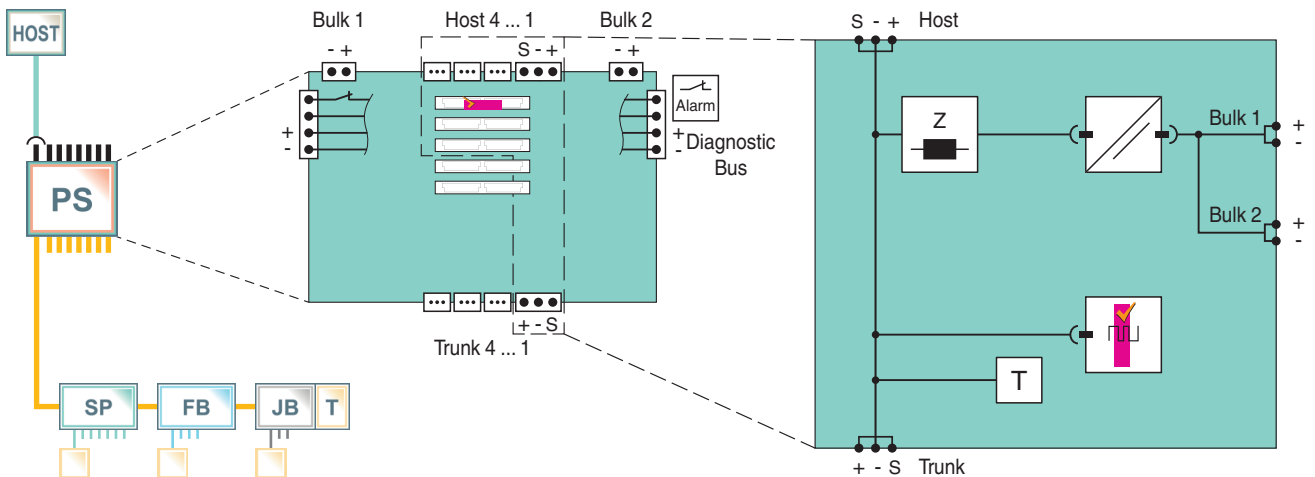 HOST
PS
SP
FB
JB
T
Bulk 1
Host 4 ... 1
Bulk 2
- +
S - +
- +
Alarm
+
-
+
-
Diagnostic
Bus
+ - S
Trunk 4 ... 1
S - +
Host
Z
Bulk 1
+
-
Bulk 2
+
-
T
+ - S
Trunk